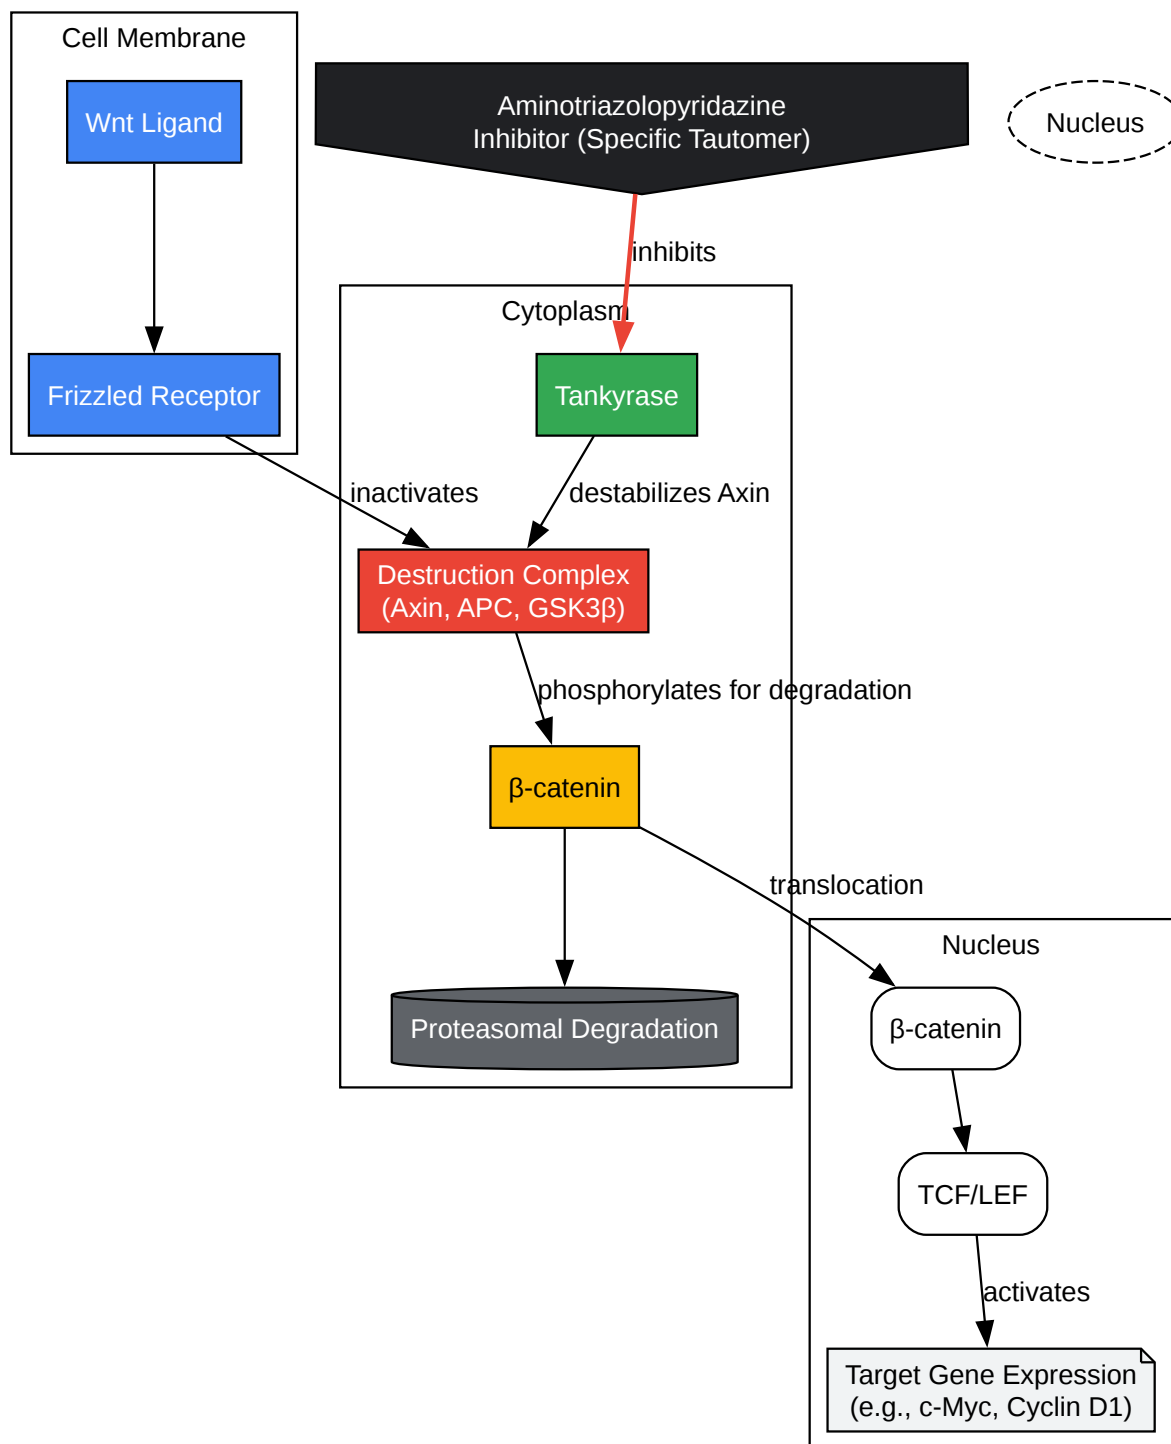 Cell Membrane
Wnt Ligand
Aminotriazolopyridazine
Inhibitor (Specific Tautomer)
Nucleus
inhibits
Cytoplasm
Frizzled Receptor
Tankyrase
inactivates
destabilizes Axin
Destruction Complex
(Axin, APC, GSK3β)
phosphorylates for degradation
β-catenin
translocation
Nucleus
Proteasomal Degradation
β-catenin
TCF/LEF
activates
Target Gene Expression
(e.g., c-Myc, Cyclin D1)